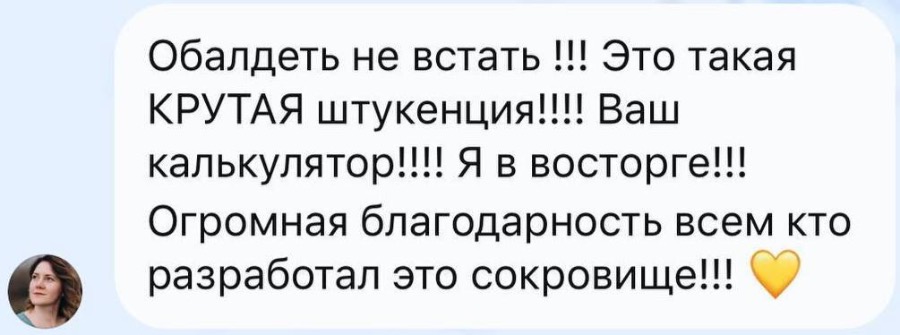 Обалдеть не встать !!! Это такая
КРУТАЯ штукенция!!!! Ваш
калькулятор!!!! Я в восторге!!!
Огромная благодарность всем кто
разработал это сокровище!!! 💛